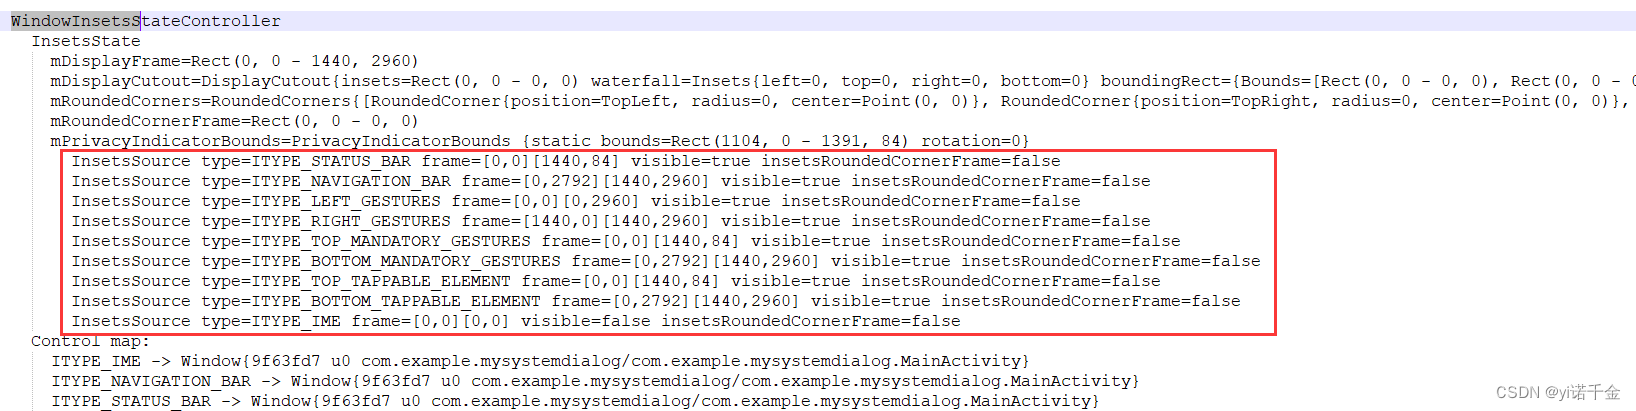 WindowInsetsStateController
InsetsState
mDisplayFrame=Rect(0, 0 - 1440, 2960)
mDisplayCutout=DisplayCutout{insets=Rect(0, 0 - 0, 0) waterfall=Insets{left=0, top=0, right=0, bottom=0} boundingRect={Bounds=[Rect(0, 0 - 0, 0), Rect(0, 0 - 0
mRoundedCorners=RoundedCorners{[RoundedCorner{position=TopLeft, radius=0, center=Point(0, 0)}, RoundedCorner{position=TopRight, radius=0, center=Point(0, 0)},
mRoundedCornerFrame=Rect(0, 0 - 0, 0)
mPrivacyIndicatorBounds=PrivacyIndicatorBounds {static bounds=Rect(1104, 0 - 1391, 84) rotation=0}
InsetsSource type=ITYPE_STATUS_BAR frame=[0,0][1440,84] visible=true insetsRoundedCornerFrame=false
InsetsSource type=ITYPE_NAVIGATION_BAR frame=[0,2792][1440,2960] visible=true insetsRoundedCornerFrame=false
InsetsSource type=ITYPE_LEFT_GESTURES frame=[0,0][0,2960] visible=true insetsRoundedCornerFrame=false
InsetsSource type=ITYPE_RIGHT_GESTURES frame=[1440,0][1440,2960] visible=true insetsRoundedCornerFrame=false
InsetsSource type=ITYPE_TOP_MANDATORY_GESTURES frame=[0,0][1440,84] visible=true insetsRoundedCornerFrame=false
InsetsSource type=ITYPE_BOTTOM_MANDATORY_GESTURES frame=[0,2792][1440,2960] visible=true insetsRoundedCornerFrame=false
InsetsSource type=ITYPE_TOP_TAPPABLE_ELEMENT frame=[0,0][1440,84] visible=true insetsRoundedCornerFrame=false
InsetsSource type=ITYPE_BOTTOM_TAPPABLE_ELEMENT frame=[0,2792][1440,2960] visible=true insetsRoundedCornerFrame=false
InsetsSource type=ITYPE_IME frame=[0,0][0,0] visible=false insetsRoundedCornerFrame=false
Control map:
ITYPE_IME -> Window{9f63fd7 u0 com.example.mysystemdialog/com.example.mysystemdialog.MainActivity}
ITYPE_NAVIGATION_BAR -> Window{9f63fd7 u0 com.example.mysystemdialog/com.example.mysystemdialog.MainActivity}
ITYPE_STATUS_BAR -> Window{9f63fd7 u0 com.example.mysystemdialog/com.example.mysystemdialog.MainActivity}
CSDN @yi诺千金